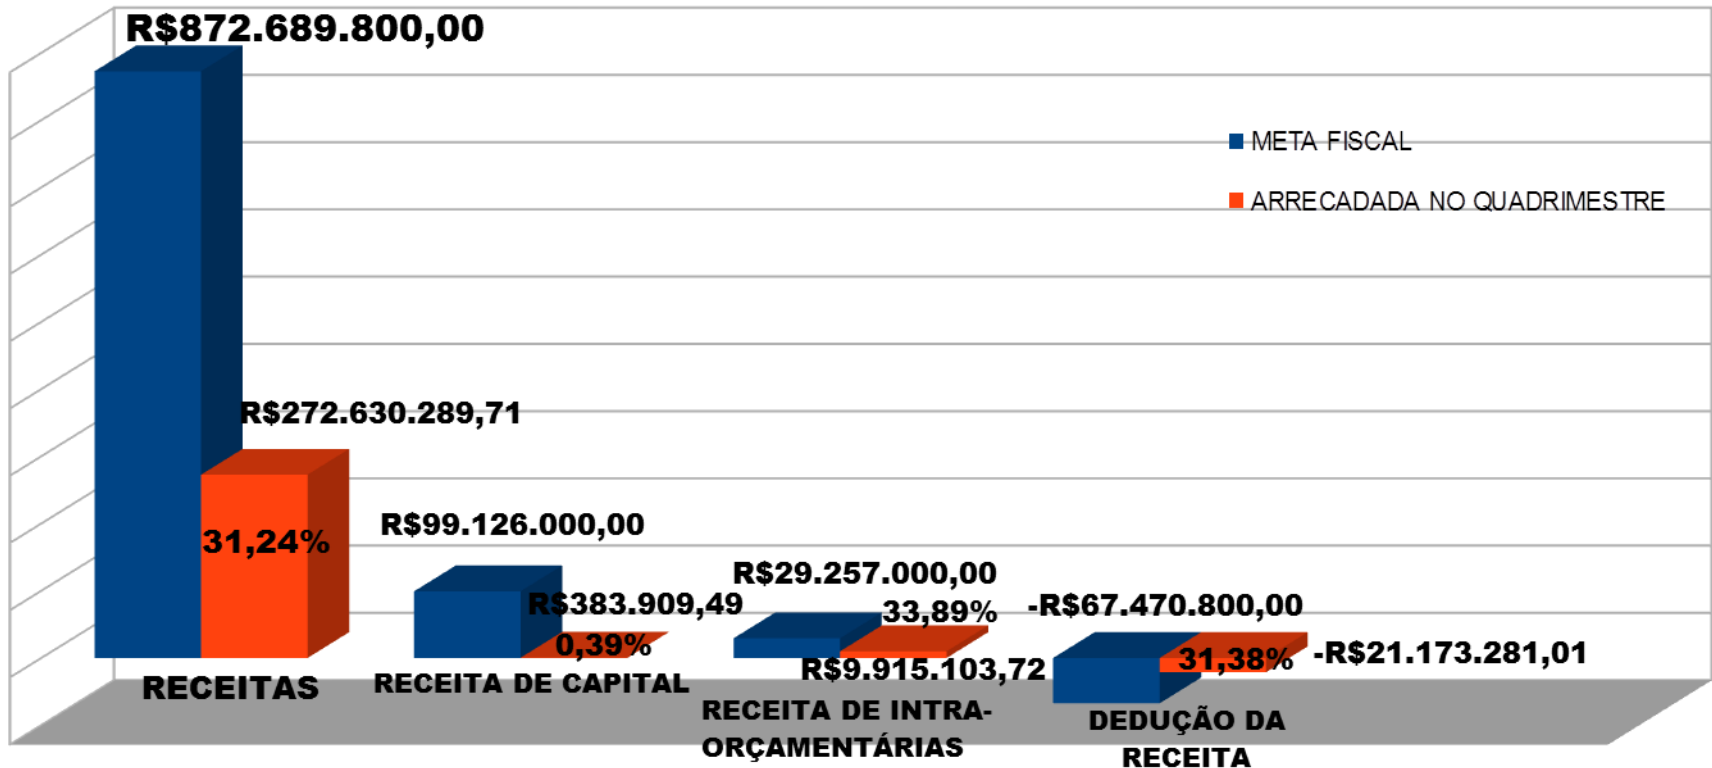 R$872.689.800,00
META FISCAL
ARRECADADA NO QUADRIMESTRE
R$272.630.289,71
31,24%
R$99.126.000,00
R$383.909,49
0,39%
R$29.257.000,00
33,89%
R$9.915.103,72
-R$67.470.800,00
31,38%
-R$21.173.281,01
RECEITAS
RECEITA DE CAPITAL
RECEITA DE INTRA-
ORÇAMENTÁRIAS
DEDUÇÃO DA
RECEITA